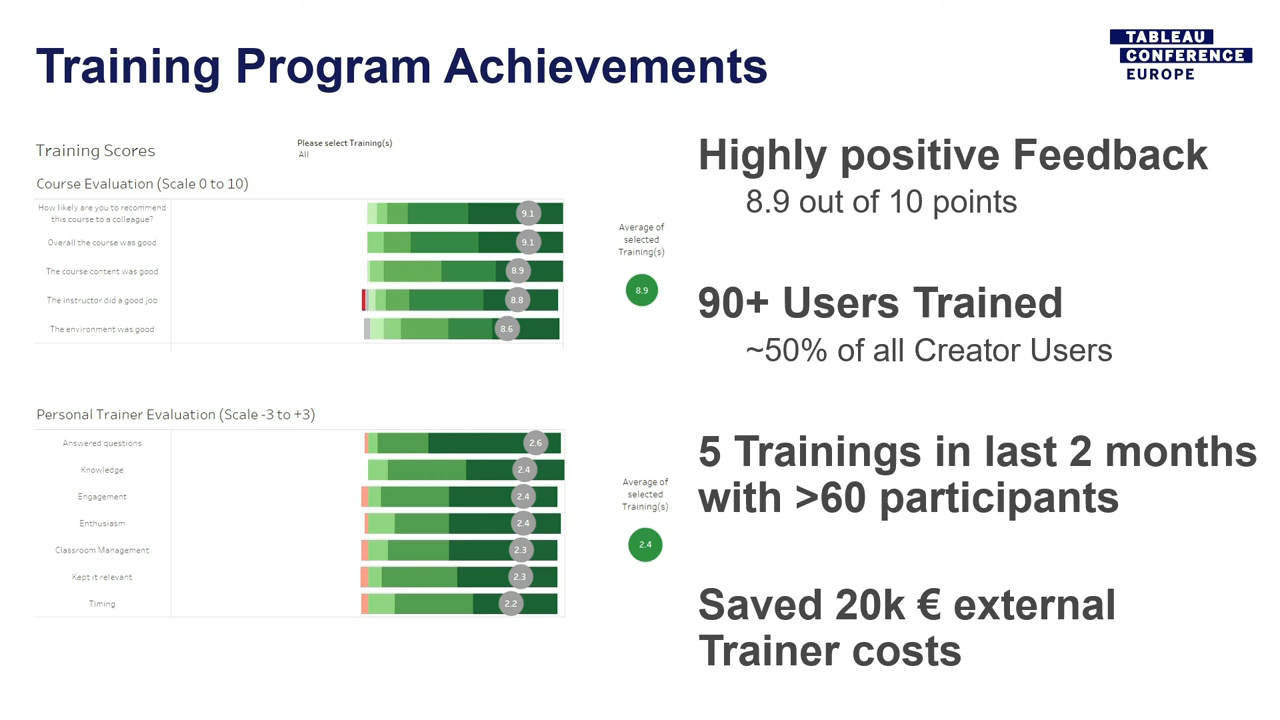 Training Program Achievements
TABLEAU
CONFERENCE
EUROPE
Training Scores
Please select Training(s)
All
Course Evaluation (Scale 0 to 10)
How likely are you to recommend
this course to a colleague?
9.1
Overall the course was good
9.1
The course content was good
8.9
The instructor did a good job
8.8
The environment was good
8.6
Average of
selected
Training(s)
8.9
Personal Trainer Evaluation (Scale -3 to +3)
Answered questions
2.6
Knowledge
2.4
Engagement
2.4
Enthusiasm
2.4
Classroom Management
2.3
Kept it relevant
2.3
Timing
2.2
Average of
selected
Training(s)
2.4
Highly positive Feedback
8.9 out of 10 points
90+ Users Trained
~50% of all Creator Users
5 Trainings in last 2 months
with >60 participants
Saved 20k € external
Trainer costs